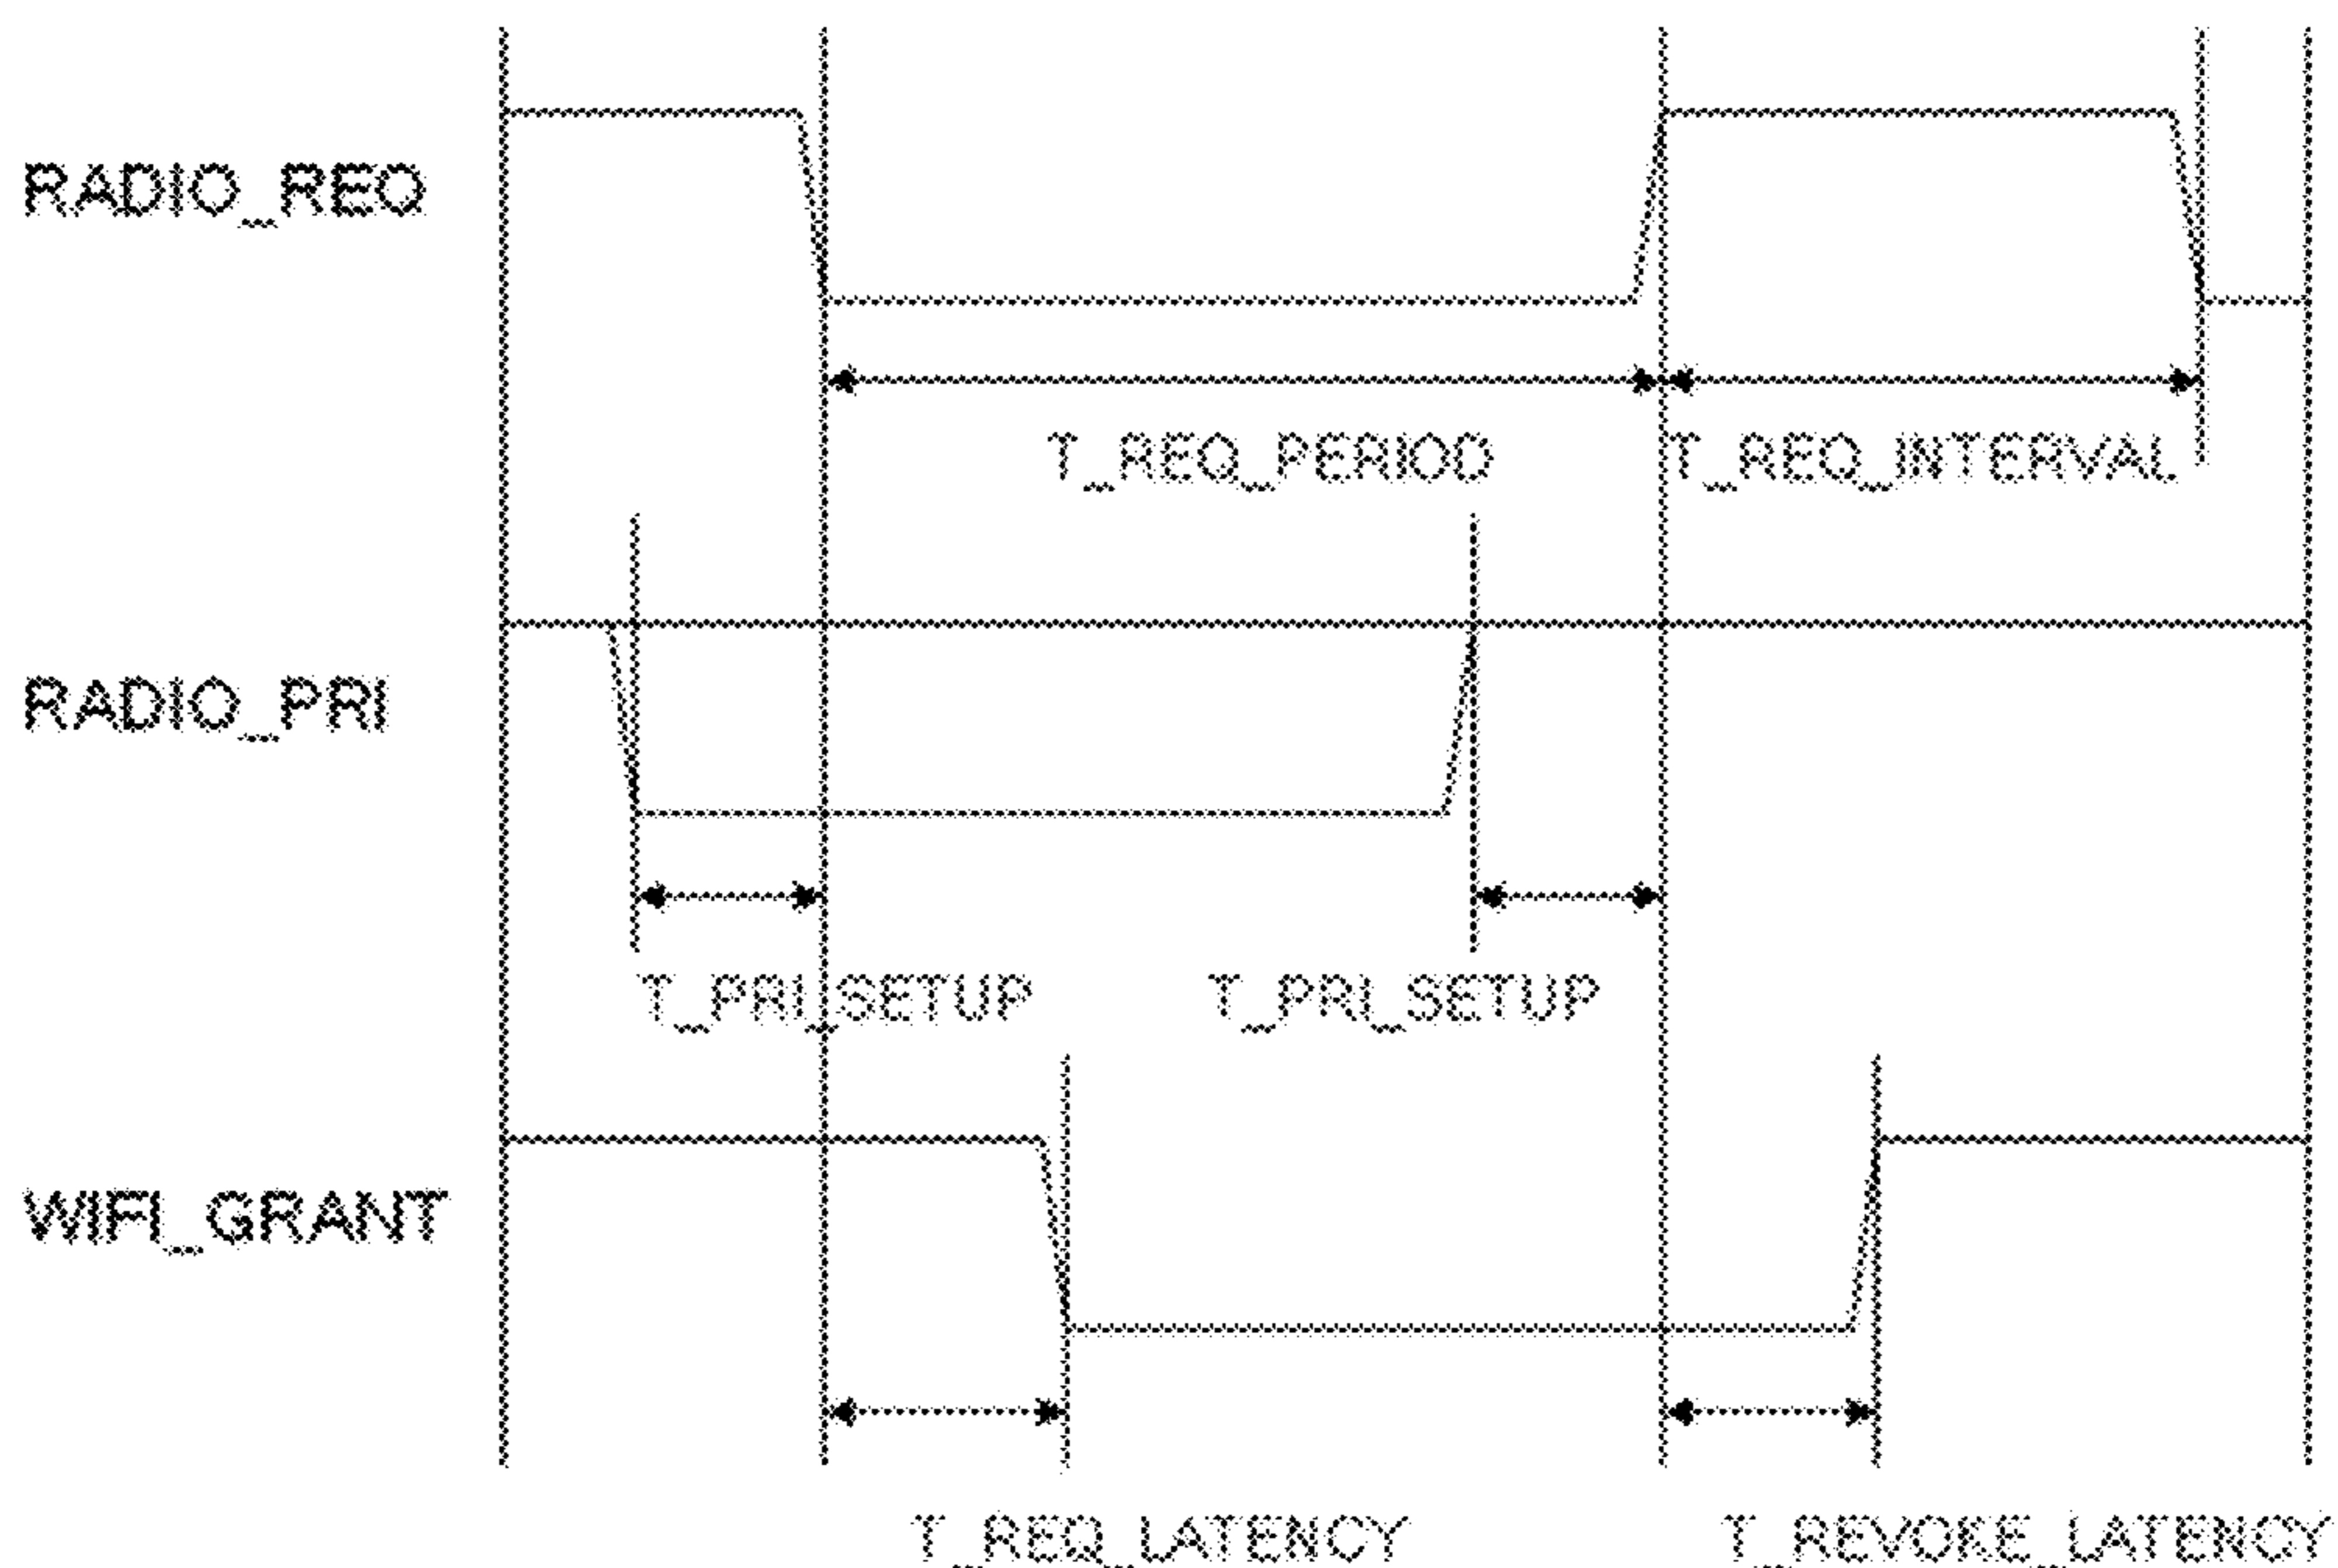 RADIO_REQ
T_REQ_PERIOD
T_REQ_INTERVAL
RADIO_PRI
T_PRI_SETUP
T_PRI_SETUP
WIFI_GRANT
T_REQ_LATENCY
T_REVOKE_LATENCY